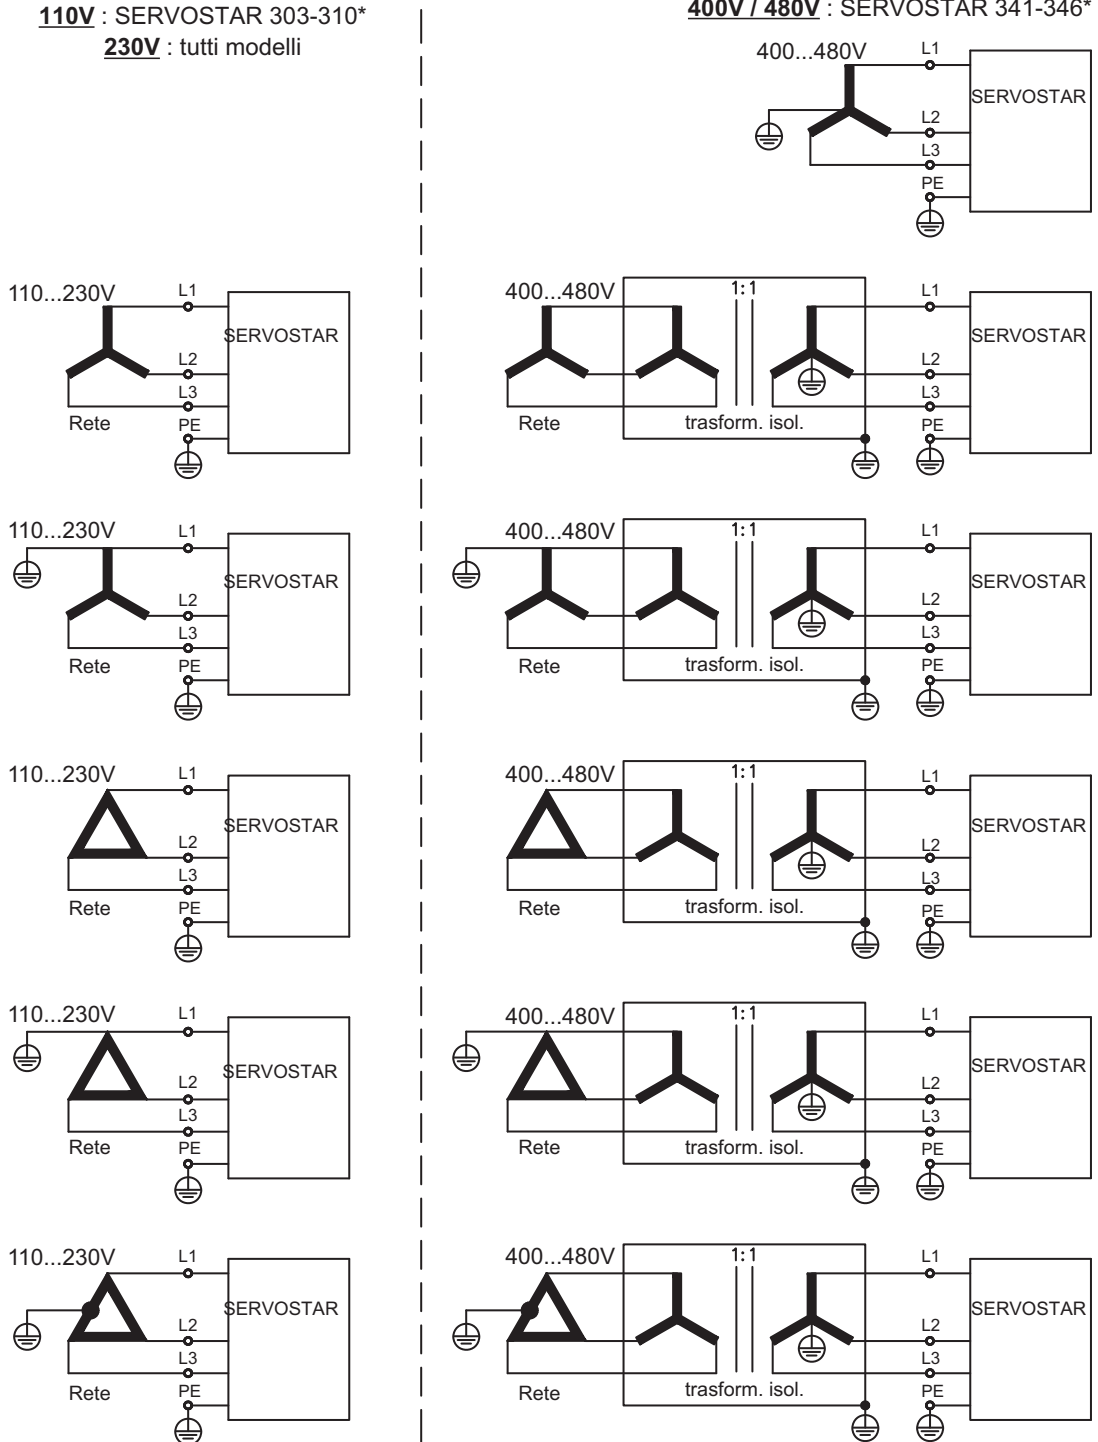 110V : SERVOSTAR 303-310*
230V : tutti modelli
400V / 480V : SERVOSTAR 341-346*
400...480V
L1
SERVOSTAR
L2
L3
PE
110...230V
L1
SERVOSTAR
L2
L3
Rete
PE
400...480V
1:1
L1
SERVOSTAR
L2
L3
Rete
trasform. isol.
PE
110...230V
L1
SERVOSTAR
L2
L3
Rete
PE
400...480V
1:1
L1
SERVOSTAR
L2
L3
Rete
trasform. isol.
PE
110...230V
L1
SERVOSTAR
L2
L3
Rete
PE
400...480V
1:1
L1
SERVOSTAR
L2
L3
Rete
trasform. isol.
PE
110...230V
L1
SERVOSTAR
L2
L3
Rete
PE
400...480V
1:1
L1
SERVOSTAR
L2
L3
Rete
trasform. isol.
PE
110...230V
L1
SERVOSTAR
L2
L3
Rete
PE
400...480V
1:1
L1
SERVOSTAR
L2
L3
Rete
trasform. isol.
PE